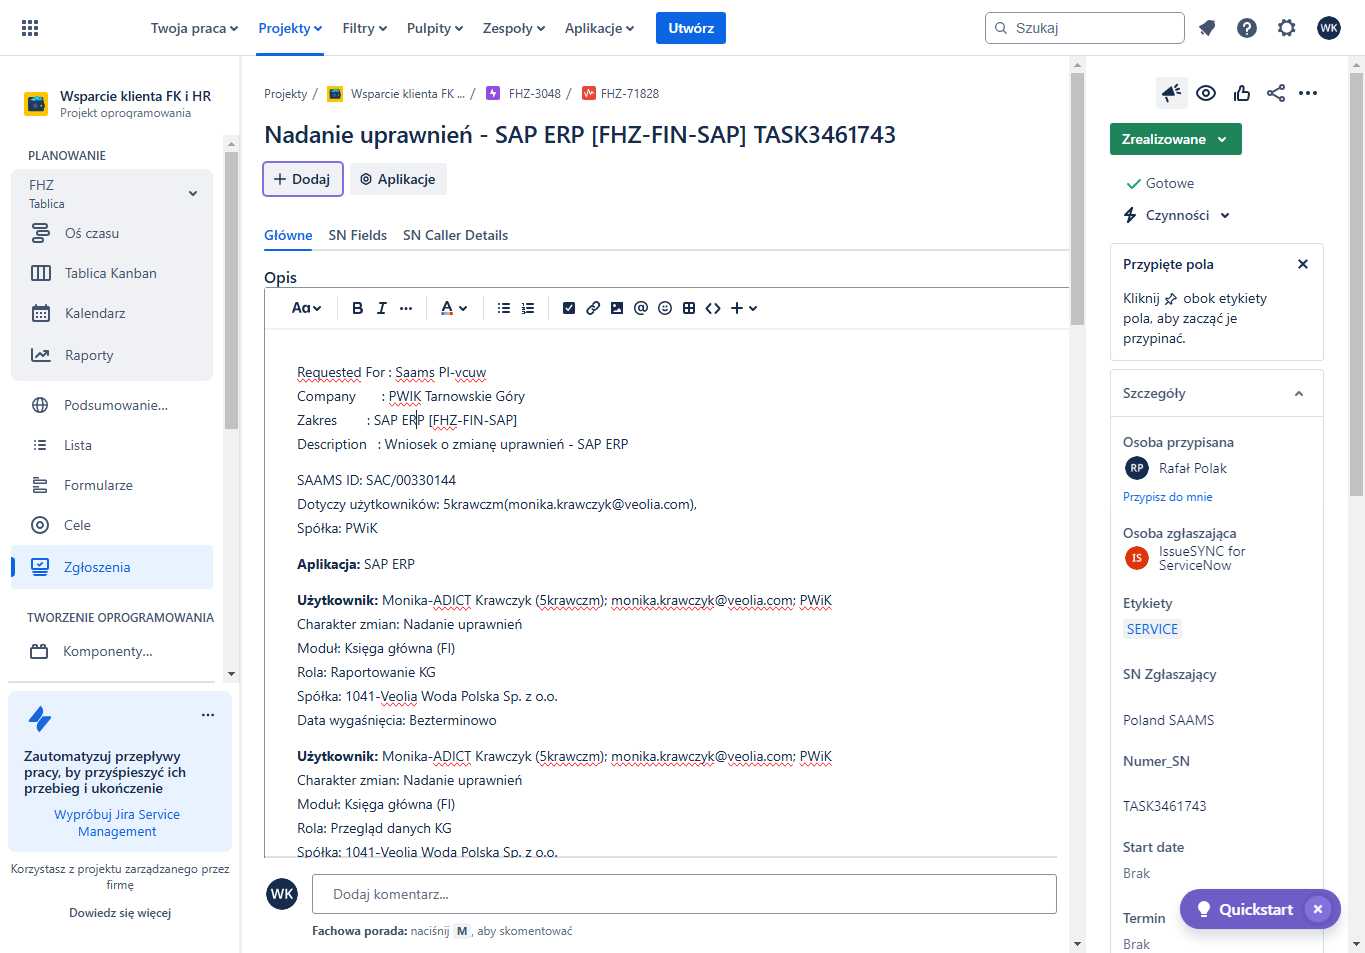 Twoja praca
Projekty
Filtry
Pulpity
Zespoły
Aplikacje
Utwórz
Szukaj
WK
Wsparcie klienta FK i HR
Projekt oprogramowania
PLANOWANIE
FHZ
Tablica
Oś czasu
Tablica Kanban
Kalendarz
Raporty
Podsumowanie...
Lista
Formularze
Cele
Zgłoszenia
TWORZENIE OPROGRAMOWANIA
Komponenty...
Zautomatyzuj przepływy
pracy, by przyśpieszyć ich
przebieg i ukończenie
Wypróbuj Jira Service
Management
Korzystasz z projektu zarządzanego przez
firmę
Dowiedz się więcej
Projekty / Wsparcie klienta FK ... / FHZ-3048 / FHZ-71828
Nadanie uprawnień - SAP ERP [FHZ-FIN-SAP] TASK3461743
Dodaj
Aplikacje
Główne
SN Fields
SN Caller Details
Opis
Aa
B
I
A
Requested For : Saams Pl-vcuw
Company : PWIK Tarnowskie Góry
Zakres : SAP ERP [FHZ-FIN-SAP]
Description : Wniosek o zmianę uprawnień - SAP ERP
SAAMS ID: SAC/00330144
Dotyczy użytkowników: 5krawczm(monika.krawczyk@veolia.com),
Spółka: PWiK
Aplikacja: SAP ERP
Użytkownik: Monika-ADICT Krawczyk (5krawczm); monika.krawczyk@veolia.com; PWiK
Charakter zmian: Nadanie uprawnień
Moduł: Księga główna (FI)
Rola: Raportowanie KG
Spółka: 1041-Veolia Woda Polska Sp. z o.o.
Data wygaśnięcia: Bezterminowo
Użytkownik: Monika-ADICT Krawczyk (5krawczm); monika.krawczyk@veolia.com; PWiK
Charakter zmian: Nadanie uprawnień
Moduł: Księga główna (FI)
Rola: Przegląd danych KG
Spółka: 1041-Veolia Woda Polska Sp. z o.o.
WK
Dodaj komentarz...
Fachowa porada: naciśnij M , aby skomentować
Zrealizowane
Gotowe
Czynności
Przypięte pola
Kliknij obok etykiety
pola, aby zacząć je
przypinać.
Szczegóły
Osoba przypisana
RP Rafał Polak
Przypisz do mnie
Osoba zgłaszająca
IS IssueSYNC for
ServiceNow
Etykiety
SERVICE
SN Zgłaszający
Poland SAAMS
Numer_SN
TASK3461743
Start date
Brak
Quickstart
Termin
Brak